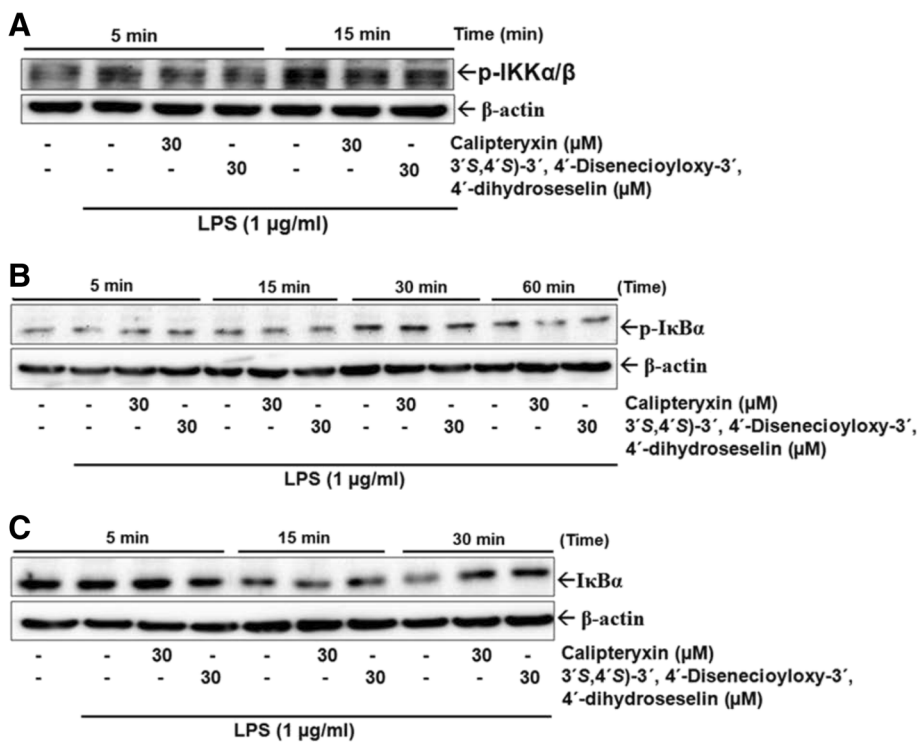 A
5 min 15 min Time (min)
←p-IKKα/β
← β-actin
- - 30 - - 30 - Calipteryxin (µM)
- - - 30 - - 30 3´S,4´S)-3´, 4´-Disenecioyloxy-3´,
4´-dihydroseselin (µM)
LPS (1 µg/ml)
B
5 min 15 min 30 min 60 min (Time)
←p-IκBα
← β-actin
- - 30 - - 30 - - 30 - - 30 - Calipteryxin (µM)
- - - 30 - - 30 - - 30 - - 30 3´S,4´S)-3´, 4´-Disenecioyloxy-3´,
4´-dihydroseselin (µM)
LPS (1 µg/ml)
C
5 min 15 min 30 min (Time)
←IκBα
← β-actin
- - 30 - - 30 - - 30 - Calipteryxin (µM)
- - - 30 - - 30 - - 30 3´S,4´S)-3´, 4´-Disenecioyloxy-3´,
4´-dihydroseselin (µM)
LPS (1 µg/ml)